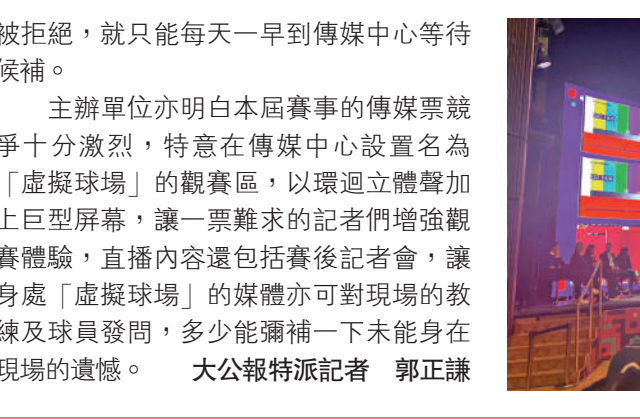 被拒絕，就只能每天一早到傳媒中心等待
候補。
主辦單位亦明白本屆賽事的傳媒票競
爭十分激烈，特意在傳媒中心設置名為
「虛擬球場」的觀賽區，以環迴立體聲加
上巨型屏幕，讓一票難求的記者們增強觀
賽體驗，直播內容還包括賽後記者會，讓
身處「虛擬球場」的媒體亦可對現場的教
練及球員發問，多少能彌補一下未能身在
現場的遺憾。 大公報特派記者 郭正謙